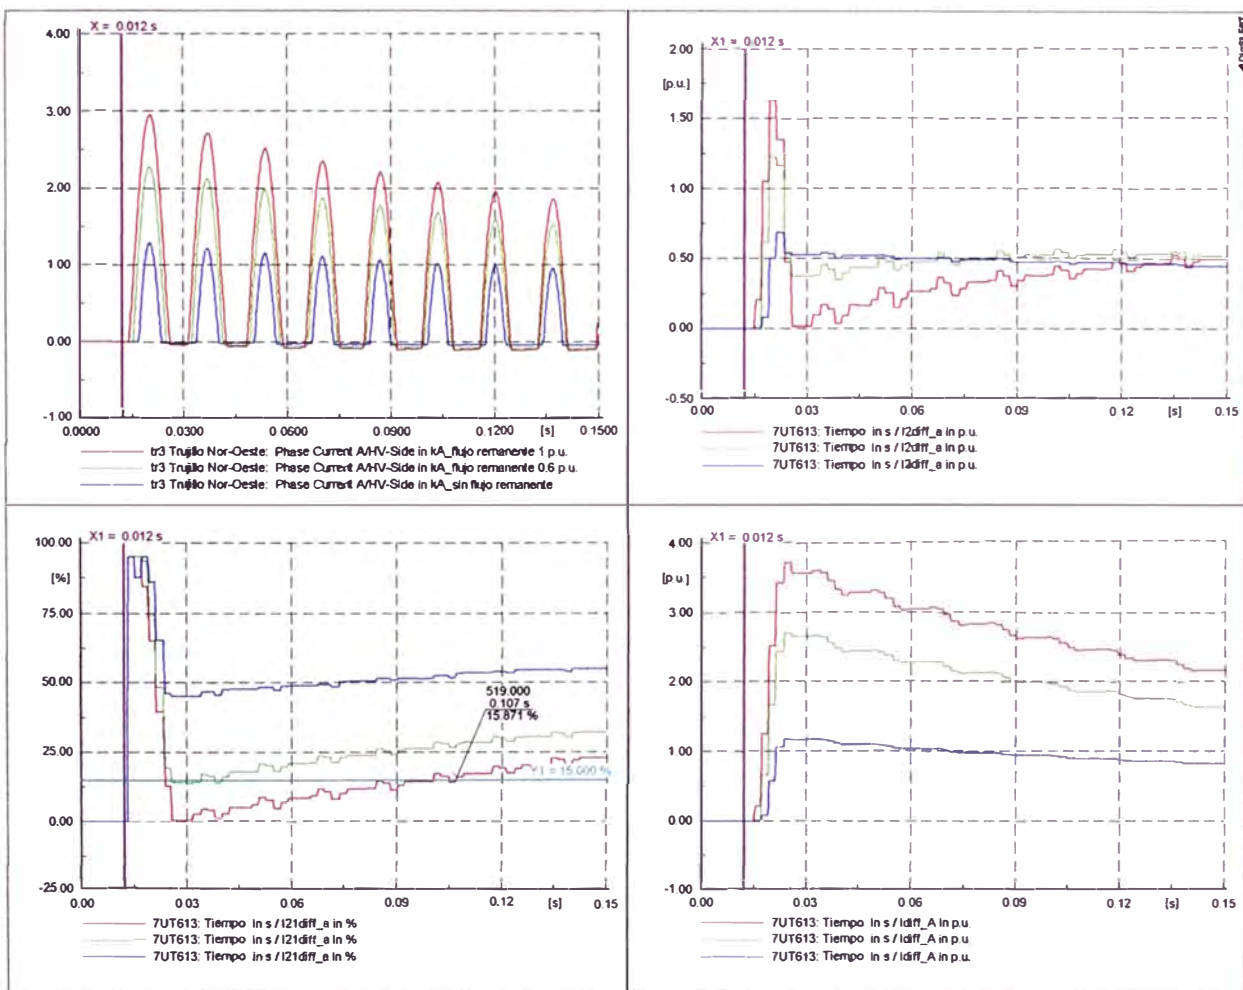 X = 0.012 s
4.00
3.00
2.00
1.00
0.00
-1.00
0.0000
0.0300
0.0600
0.0900
0.1200
[s]
0.1500
tr3 Trujillo Nor-Oeste: Phase Current A/HV-Side in kA_flujo remanente 1 p.u.
tr3 Trujillo Nor-Oeste: Phase Current A/HV-Side in kA_flujo remanente 0.6 p.u.
tr3 Trujillo Nor-Oeste: Phase Current A/HV-Side in kA_sin flujo remanente
X1 = 0.012 s
2.00
[p.u.]
1.50
1.00
0.50
0.00
-0.50
0.00
0.03
0.06
0.09
0.12
[s]
0.15
7UT613: Tiempo in s / I2diff_a in p.u.
7UT613: Tiempo in s / I2diff_a in p.u.
7UT613: Tiempo in s / I2diff_a in p.u.
X1 = 0.012 s
100.00
[%]
75.00
50.00
25.00
0.00
-25.00
519.000
0.107 s
15.871 %
Y1 = 15.000 %
0.00
0.03
0.06
0.09
0.12
[s]
0.15
7UT613: Tiempo in s / I21diff_a in %
7UT613: Tiempo in s / I21diff_a in %
7UT613: Tiempo in s / I21diff_a in %
X1 = 0.012 s
4.00
[p.u.]
3.00
2.00
1.00
0.00
-1.00
0.00
0.03
0.06
0.09
0.12
[s]
0.15
7UT613: Tiempo in s / Idiff_A in p.u.
7UT613: Tiempo in s / Idiff_A in p.u.
7UT613: Tiempo in s / Idiff_A in p.u.